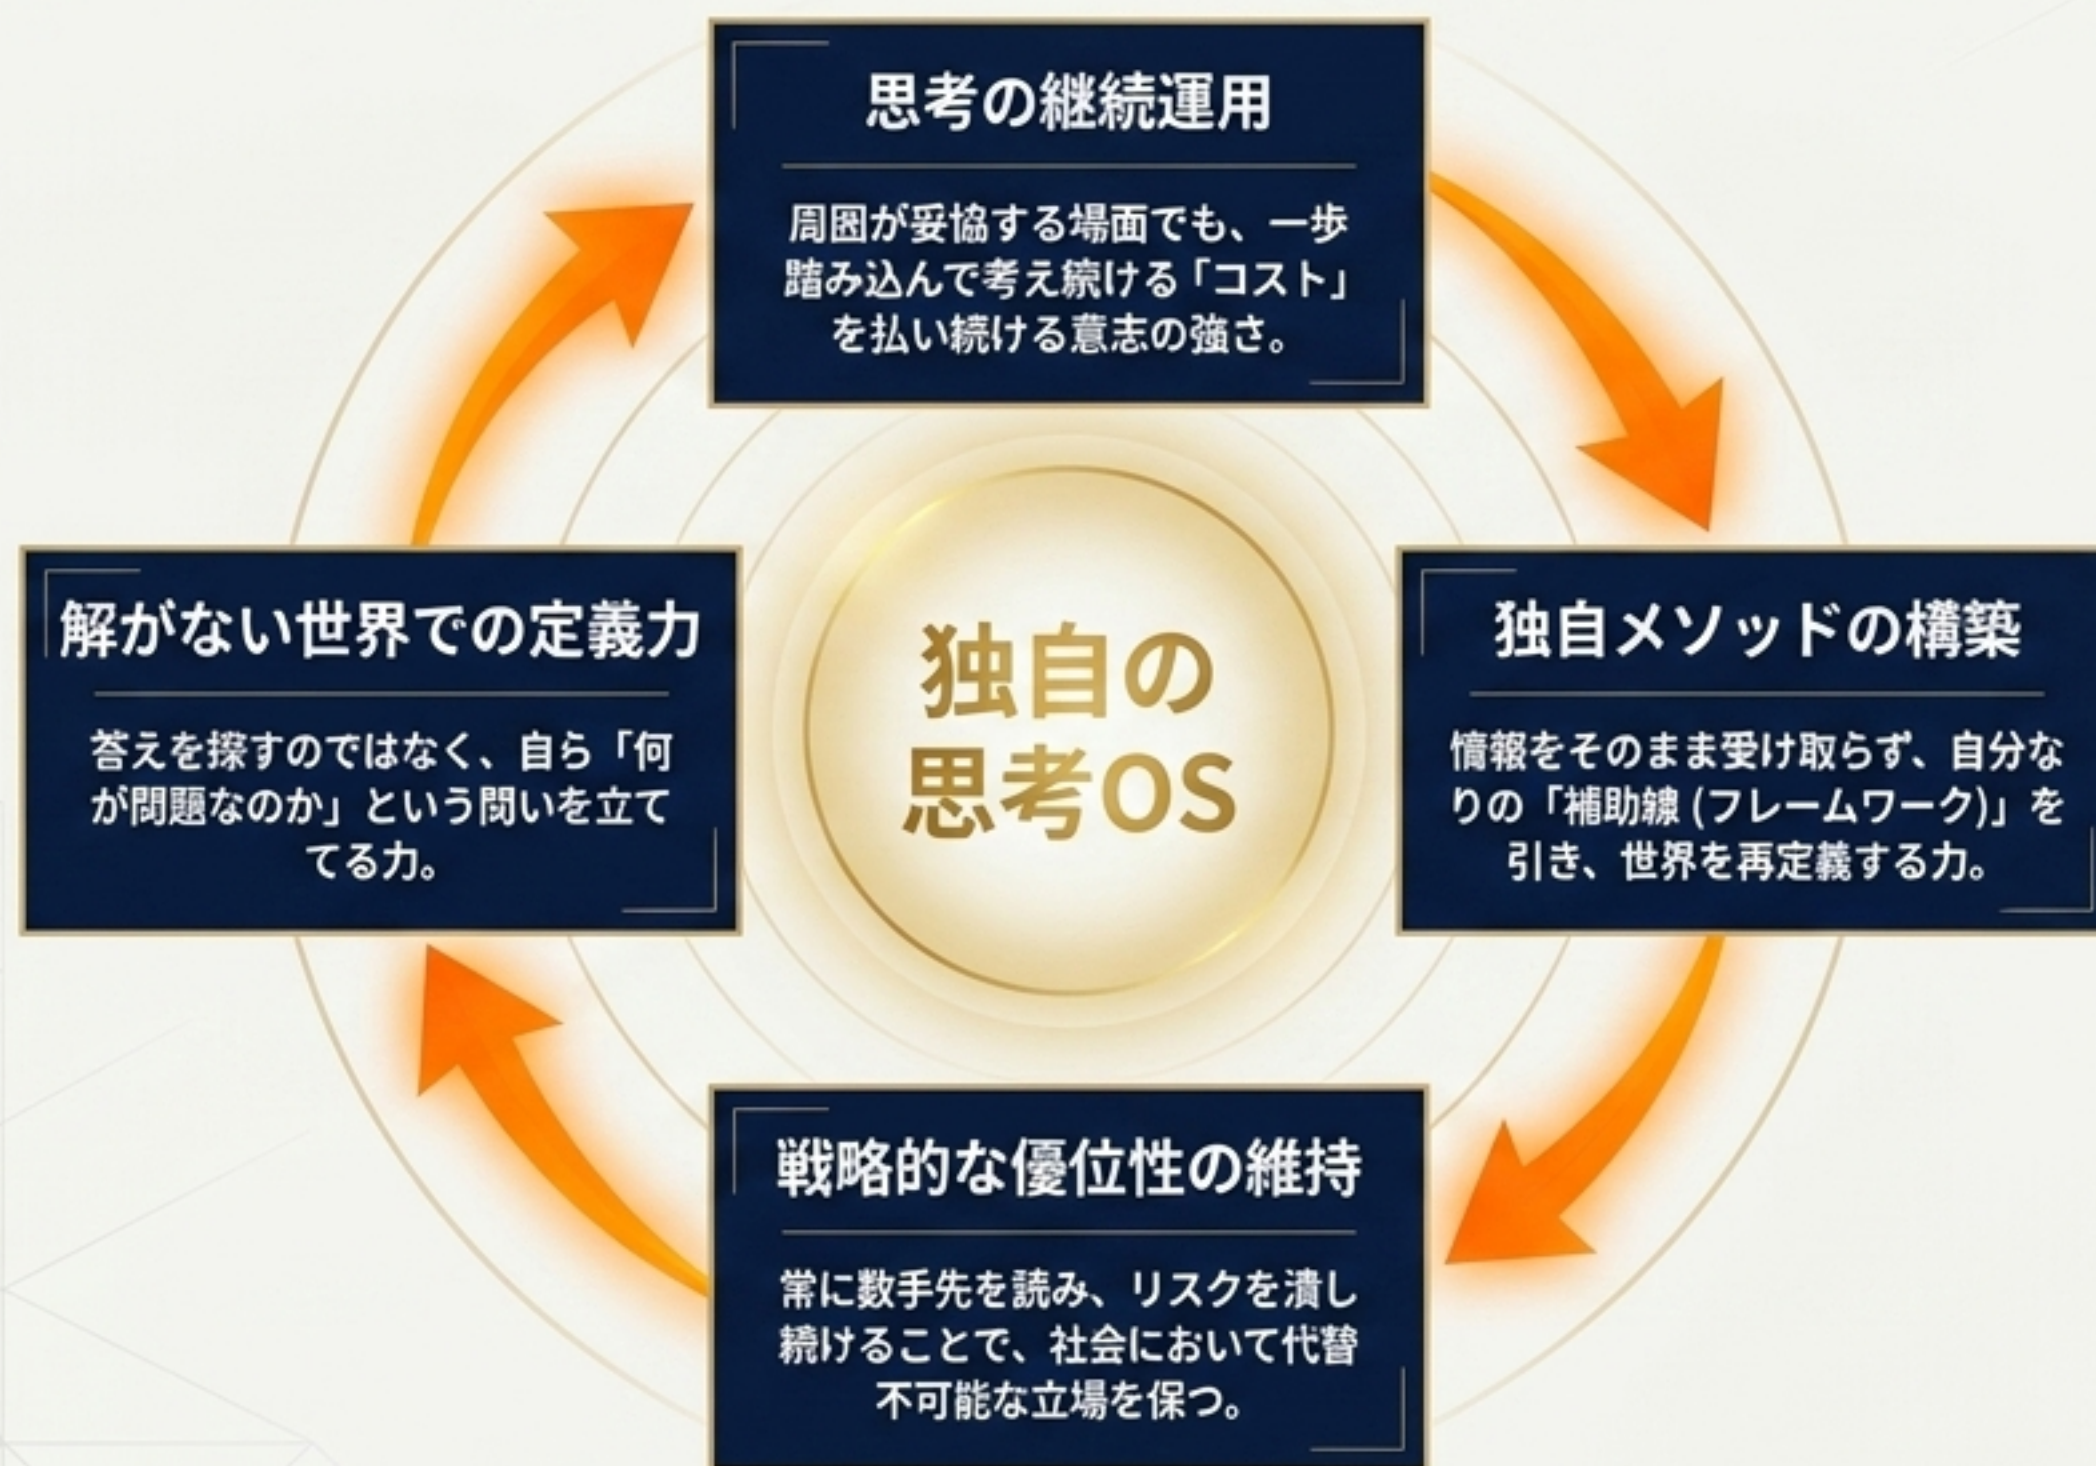 思考の継続運用
周囲が妥協する場面でも、一歩
踏み込んで考え続ける「コスト」
を払い続ける意志の強さ。
解がない世界での定義力
答えを探すのではなく、自ら「何
が問題なのか」という問いを立て
てる力。
独自の
思考OS
独自メソッドの構築
情報をそのまま受け取らず、自分な
りの「補助線 (フレームワーク)」を
引き、世界を再定義する力。
戦略的な優位性の維持
常に数手先を読み、リスクを潰し
続けることで、社会において代替
不可能な立場を保つ。